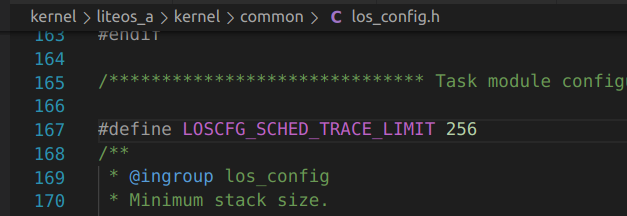 kernel > liteos_a > kernel > common > C los_config.h
163 #endif
164
165 /****************************** Task module config
166
167 #define LOSCFG_SCHED_TRACE_LIMIT 256
168 /**
169 * @ingroup los_config
170 * Minimum stack size.